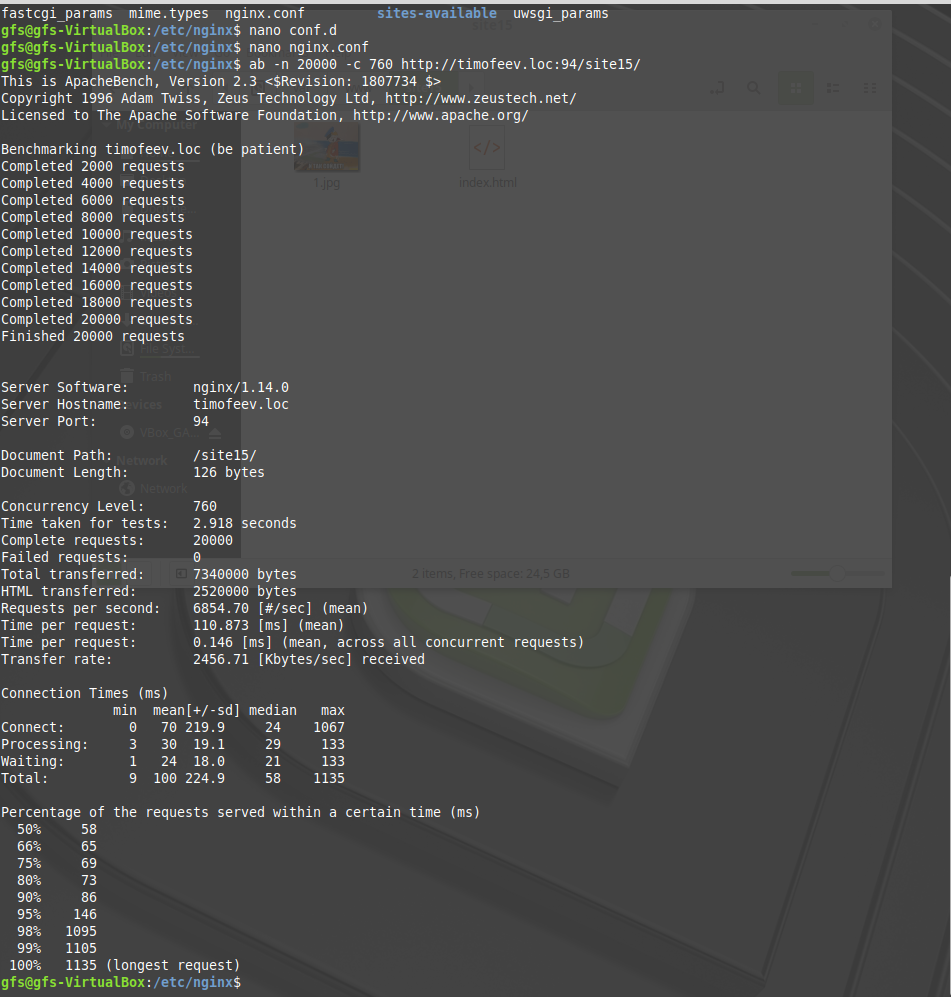 fastcgi_params  mime.types  nginx.conf         sites-available  uwsgi_params
gfs@gfs-VirtualBox:/etc/nginx$ nano conf.d
gfs@gfs-VirtualBox:/etc/nginx$ nano nginx.conf
gfs@gfs-VirtualBox:/etc/nginx$ ab -n 20000 -c 760 http://timofeev.loc:94/site15/
This is ApacheBench, Version 2.3 <$Revision: 1807734 $>
Copyright 1996 Adam Twiss, Zeus Technology Ltd, http://www.zeustech.net/
Licensed to The Apache Software Foundation, http://www.apache.org/
My Computer
Benchmarking timofeev.loc (be patient)
Completed 2000 requests
Completed 4000 requests
1.jpg
index.html
Completed 6000 requests
Completed 8000 requests
Completed 10000 requests
Completed 12000 requests
Completed 14000 requests
Completed 16000 requests
Completed 18000 requests
Completed 20000 requests
Finished 20000 requests
File Syst...
Trash
Server Software:        nginx/1.14.0
Server Hostname:        timofeev.loc
Server Port:            94
VBox_GA...
Document Path:          /site15/
Network
Document Length:        126 bytes
Network
Concurrency Level:      760
Time taken for tests:   2.918 seconds
Complete requests:      20000
Failed requests:        0
Total transferred:      7340000 bytes
2 items, Free space: 24,5 GB
HTML transferred:       2520000 bytes
Requests per second:    6854.70 [#/sec] (mean)
Time per request:       110.873 [ms] (mean)
Time per request:       0.146 [ms] (mean, across all concurrent requests)
Transfer rate:          2456.71 [Kbytes/sec] received
Connection Times (ms)
              min  mean[+/-sd] median   max
Connect:        0   70 219.9     24    1067
Processing:     3   30  19.1     29     133
Waiting:        1   24  18.0     21     133
Total:          9  100 224.9     58    1135
Percentage of the requests served within a certain time (ms)
  50%     58
  66%     65
  75%     69
  80%     73
  90%     86
  95%    146
  98%   1095
  99%   1105
 100%   1135 (longest request)
gfs@gfs-VirtualBox:/etc/nginx$